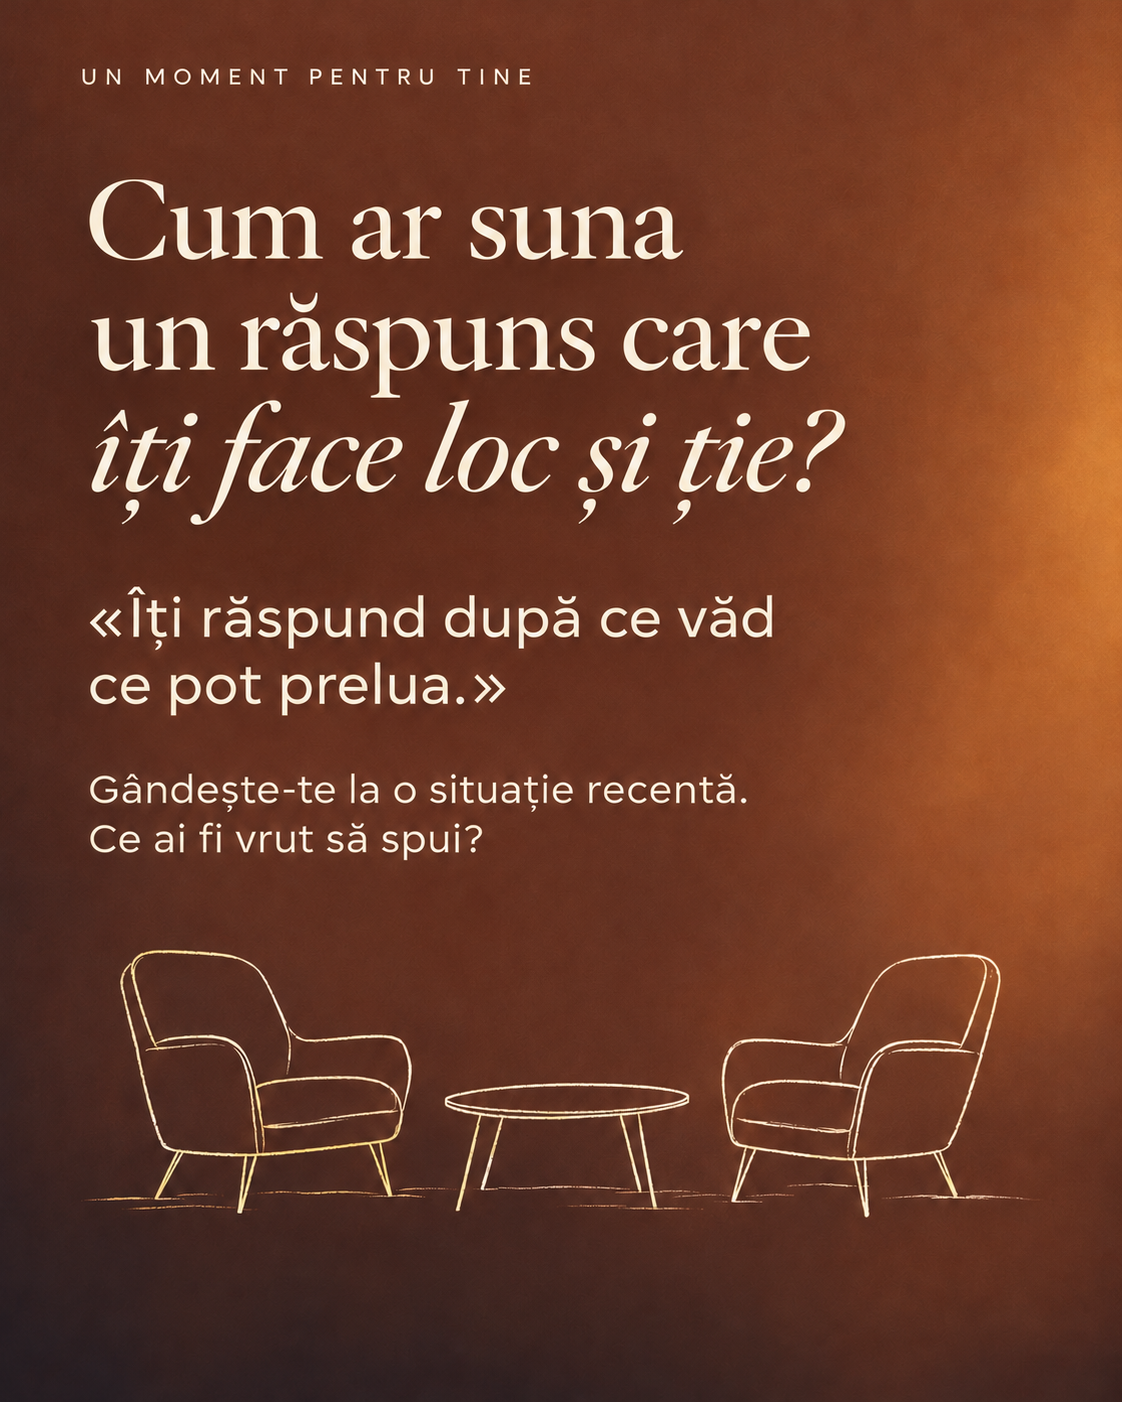 UN MOMENT PENTRU TINE
Cum ar suna
un răspuns care
îți face loc și ție?
«Îți răspund după ce văd
ce pot prelua.»
Gândește-te la o situație recentă.
Ce ai fi vrut să spui?